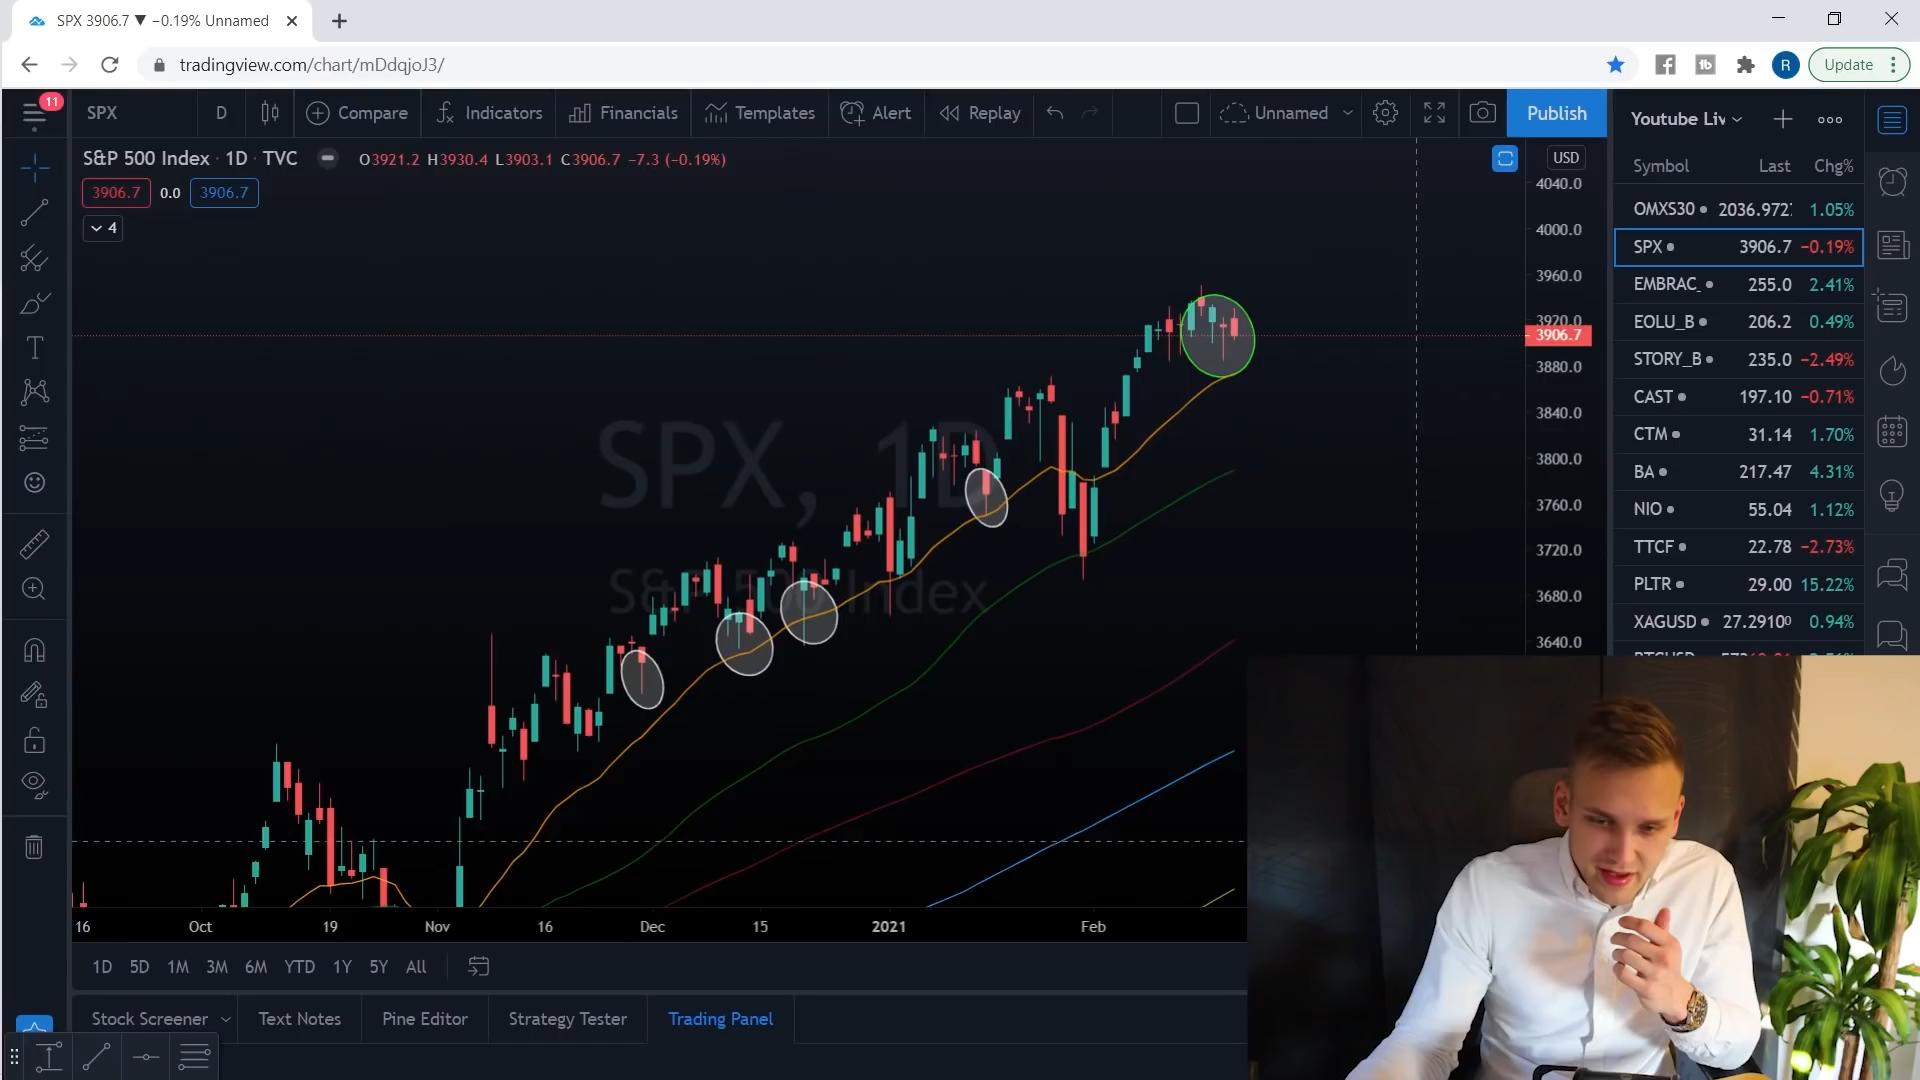 SPX 3906.7 ▼ −0.19% Unnamed
tradingview.com/chart/mDdqjoJ3/
R
Update
11
SPX
D
Compare
Indicators
Financials
Templates
Alert
Replay
Unnamed
Publish
Youtube Liv
S&P 500 Index · 1D · TVC
O3921.2 H3930.4 L3903.1 C3906.7 −7.3 (−0.19%)
USD
3906.7 0.0 3906.7
4
Symbol Last Chg%
OMXS30 2036.972 1.05%
SPX 3906.7 −0.19%
EMBRAC_ 255.0 2.41%
EOLU_B 206.2 0.49%
STORY_B 235.0 −2.49%
CAST 197.10 −0.71%
CTM 31.14 1.70%
BA 217.47 4.31%
NIO 55.04 1.12%
TTCF 22.78 −2.73%
PLTR 29.00 15.22%
XAGUSD 27.2910⁰ 0.94%
4040.0
4000.0
3960.0
3920.0
3906.7
3880.0
3840.0
3800.0
3760.0
3720.0
3680.0
3640.0
SPX, 1D
S&P 500 Index
16 Oct 19 Nov 16 Dec 15 2021 Feb
1D 5D 1M 3M 6M YTD 1Y 5Y All
Stock Screener Text Notes Pine Editor Strategy Tester Trading Panel